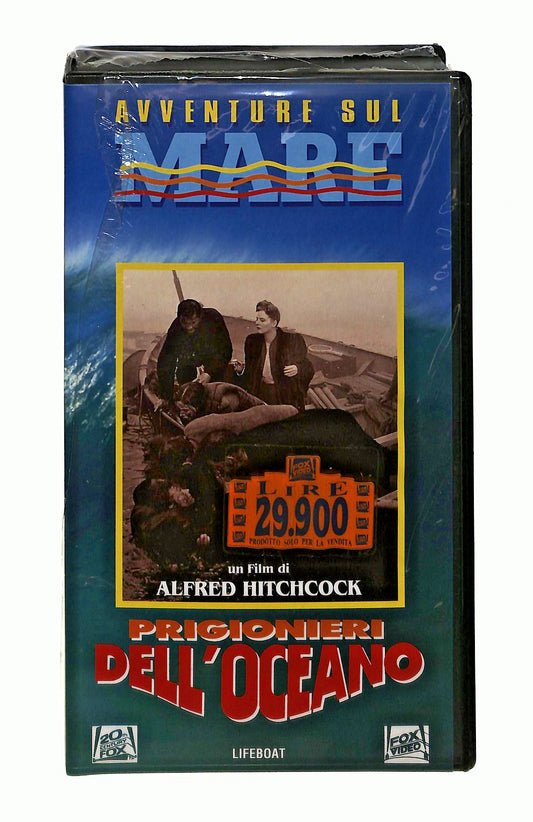 AVVENTURE SUL
MARE
FOX
VIDEO
LIRE
29.900
PRODOTTO SOLO PER LA VENDITA
un film di
ALFRED HITCHCOCK
PRIGIONIERI
DELL'OCEANO
20th
CENTURY
FOX
LIFEBOAT
FOX
VIDEO